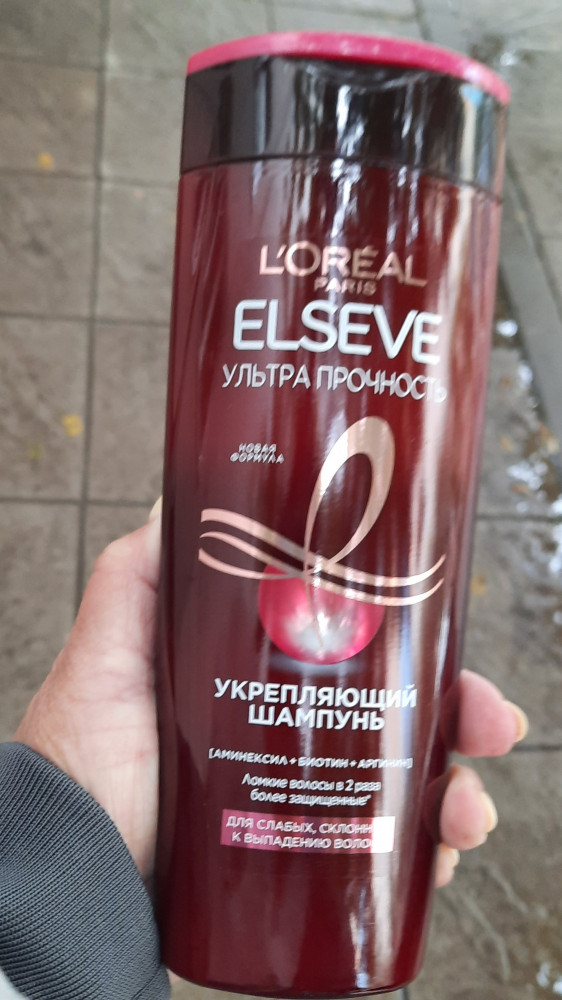 L'ORÉAL
PARIS
ELSEVE
УЛЬТРА ПРОЧНОСТЬ
НОВАЯ
ФОРМУЛА
УКРЕПЛЯЮЩИЙ
ШАМПУНЬ
[АМИНЕКСИЛ + БИОТИН + АРГИНИН]
Ломкие волосы в 2 раза
более защищенные*
ДЛЯ СЛАБЫХ, СКЛОНН
К ВЫПАДЕНИЮ ВОЛОС